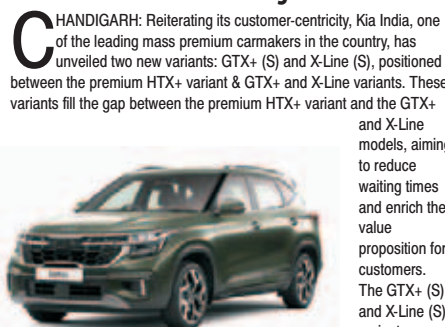 CHANDIGARH: Reiterating its customer-centricity, Kia India, one
of the leading mass premium carmakers in the country, has
unveiled two new variants: GTX+ (S) and X-Line (S), positioned
between the premium HTX+ variant & GTX+ and X-Line variants. These
variants fill the gap between the premium HTX+ variant and the GTX+
and X-Line
models, aiming
to reduce
waiting times
and enrich the
value
proposition for
customers.
The GTX+ (S)
and X-Line (S)